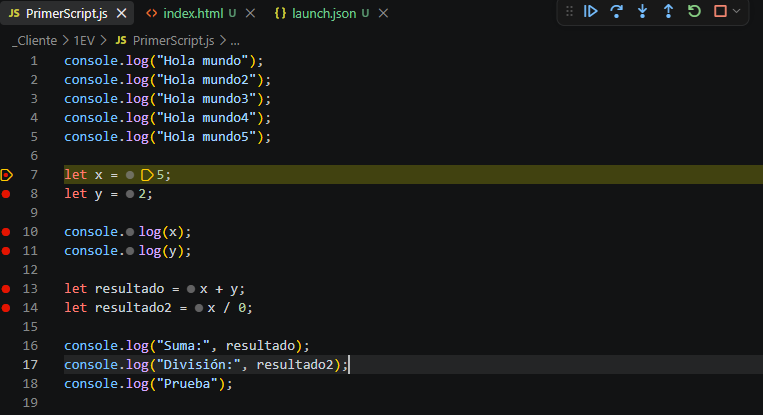 JS PrimerScript.js × <> index.html U × {} launch.json U ×
_Cliente > 1EV > JS PrimerScript.js > ...
1 console.log("Hola mundo");
2 console.log("Hola mundo2");
3 console.log("Hola mundo3");
4 console.log("Hola mundo4");
5 console.log("Hola mundo5");
6
7 let x = 5;
8 let y = 2;
9
10 console.log(x);
11 console.log(y);
12
13 let resultado = x + y;
14 let resultado2 = x / 0;
15
16 console.log("Suma:", resultado);
17 console.log("División:", resultado2);
18 console.log("Prueba");
19